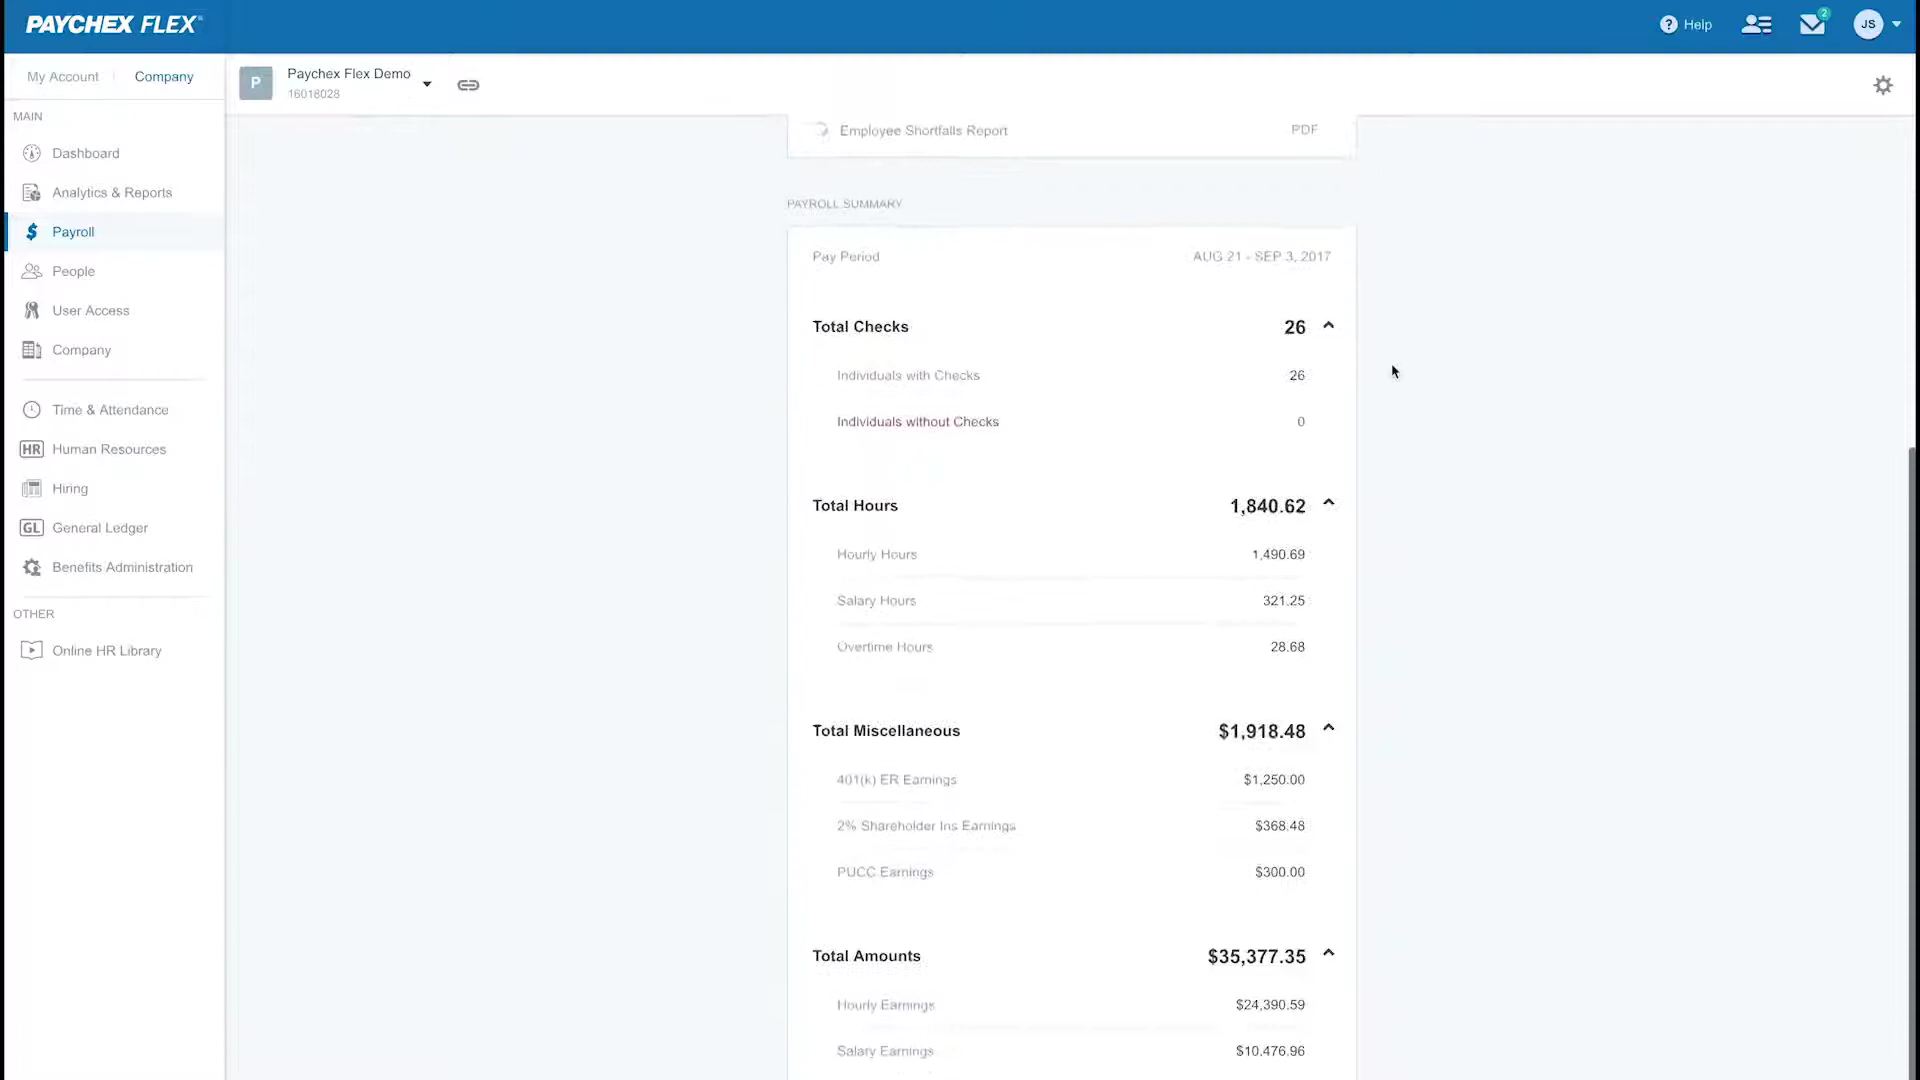 PAYCHEX FLEX
Help
2
JS
My Account
Company
P
Paychex Flex Demo
16018028
MAIN
Dashboard
Analytics & Reports
Payroll
People
User Access
Company
Time & Attendance
HR Human Resources
Hiring
GL General Ledger
Benefits Administration
OTHER
Online HR Library
Employee Shortfalls Report PDF
PAYROLL SUMMARY
Pay Period AUG 21 - SEP 3, 2017
Total Checks 26
Individuals with Checks 26
Individuals without Checks 0
Total Hours 1,840.62
Hourly Hours 1,490.69
Salary Hours 321.25
Overtime Hours 28.68
Total Miscellaneous $1,918.48
401(k) ER Earnings $1,250.00
2% Shareholder Ins Earnings $368.48
PUCC Earnings $300.00
Total Amounts $35,377.35
Hourly Earnings $24,390.59
Salary Earnings $10,476.96